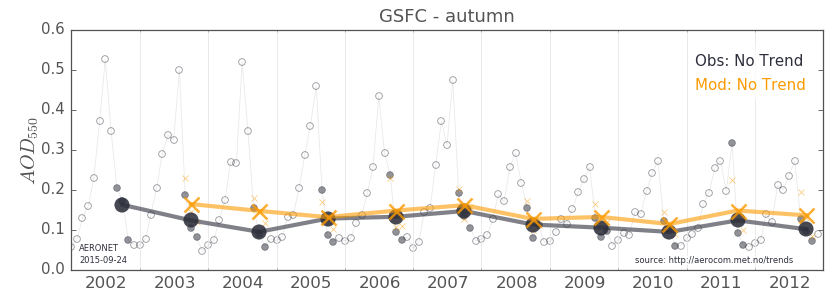 GSFC - autumn
0.6
0.5
0.4
0.3
0.2
0.1
0.0
AOD550
Obs: No Trend
Mod: No Trend
AERONET
2015-09-24
source: http://aerocom.met.no/trends
2002 2003 2004 2005 2006 2007 2008 2009 2010 2011 2012